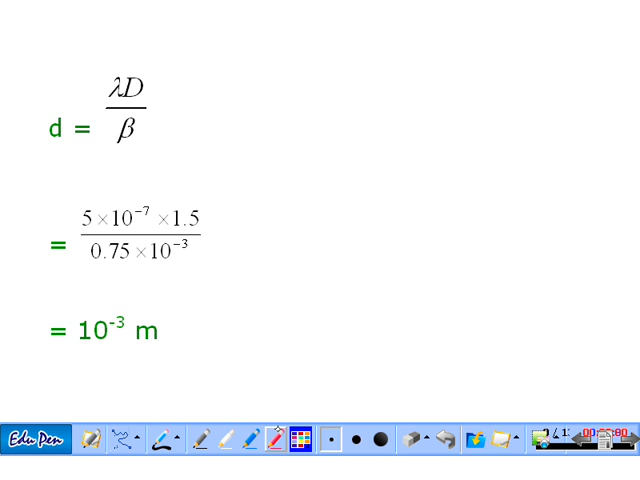 d = λD/β
= 5×10⁻⁷ ×1.5 / 0.75×10⁻³
= 10⁻³ m
Edu Pen